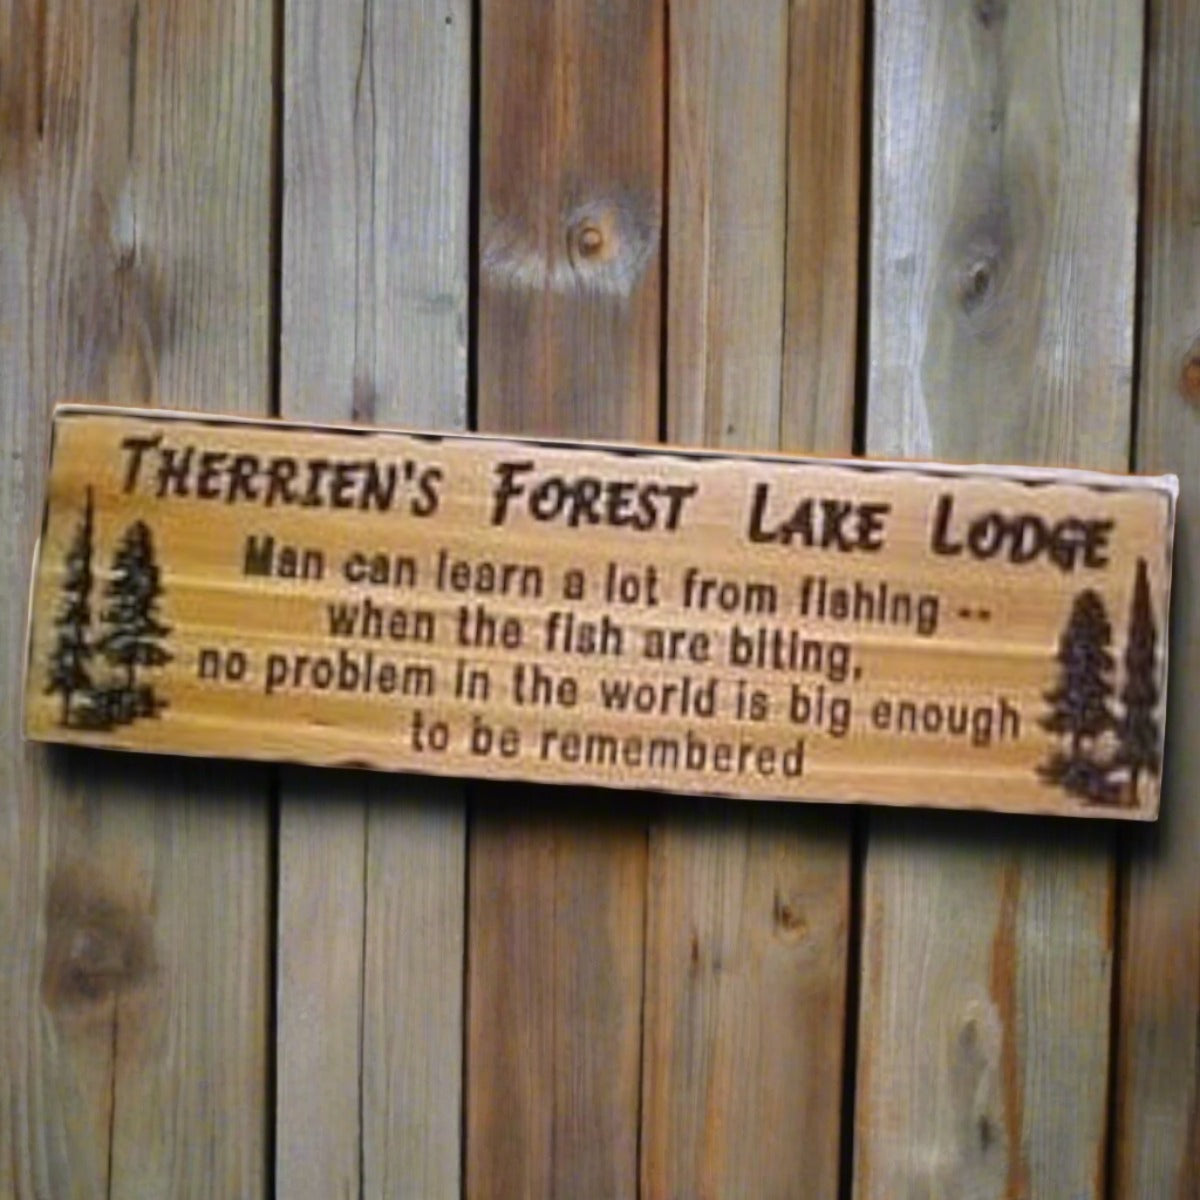 THERRIEN'S FOREST LAKE LODGE
Man can learn a lot from fishing --
when the fish are biting,
no problem in the world is big enough
to be remembered